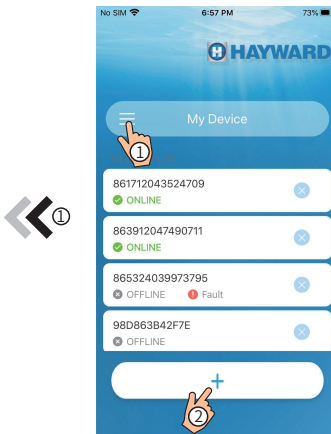 No SIM 6:57 PM 73%
HAYWARD
My Device
①
861712043524709
ONLINE
①
863912047490711
ONLINE
865324039973795
OFFLINE Fault
98D863B42F7E
OFFLINE
+
②